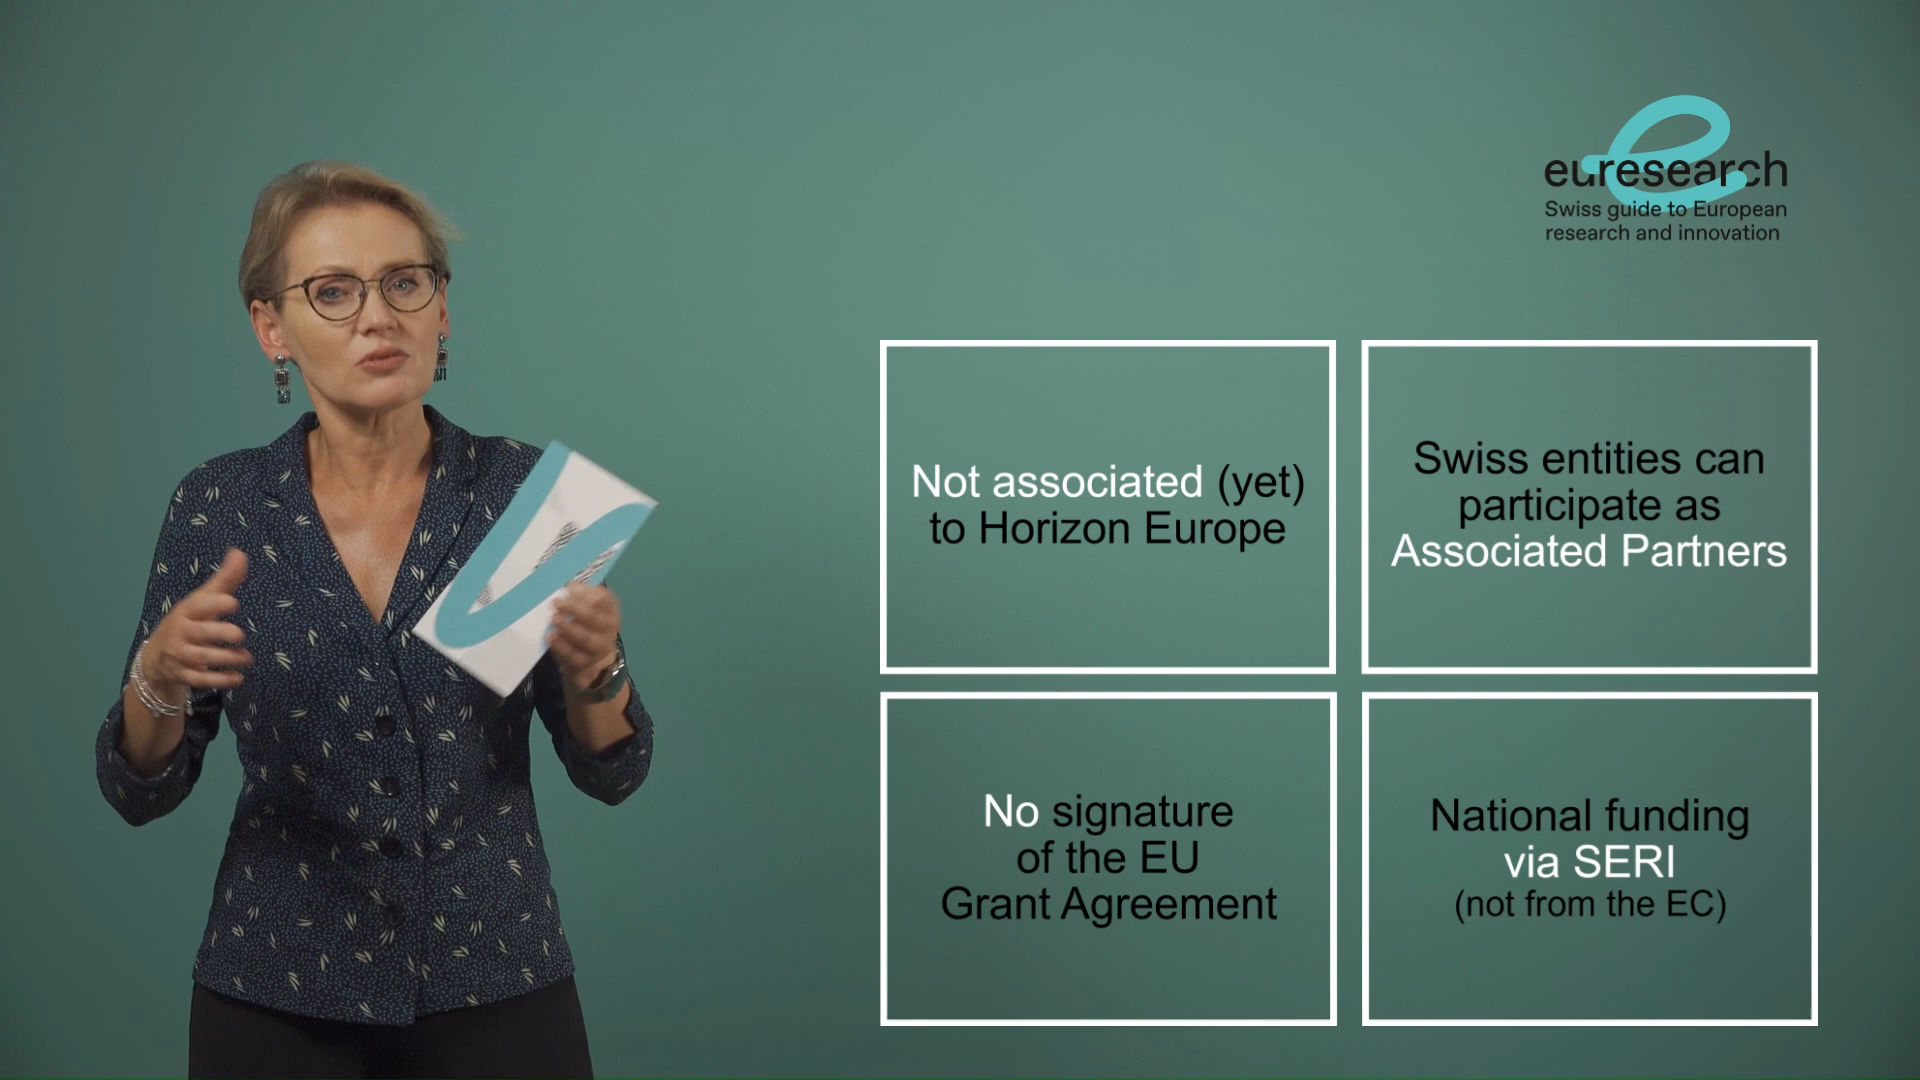 euresearch
Swiss guide to European
research and innovation
Not associated (yet)
to Horizon Europe
Swiss entities can
participate as
Associated Partners
No signature
of the EU
Grant Agreement
National funding
via SERI
(not from the EC)